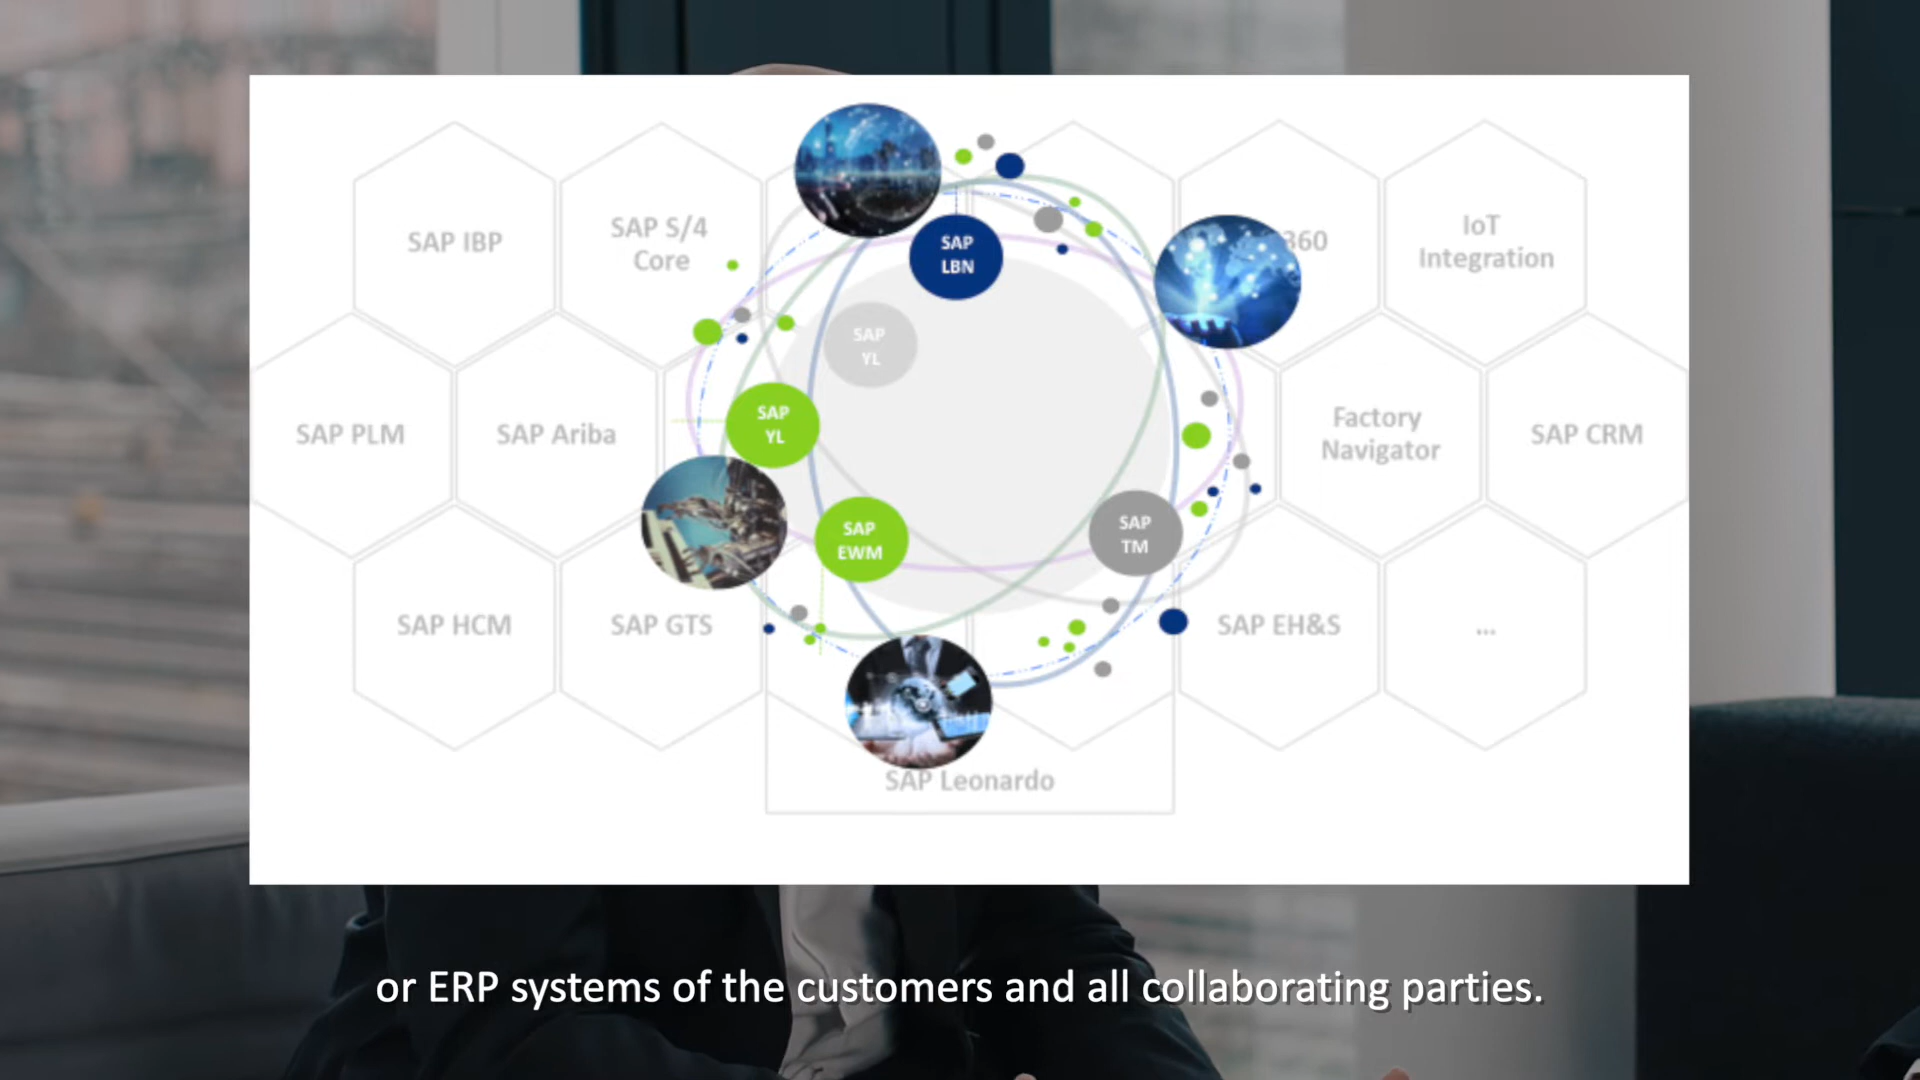 SAP IBP
SAP S/4
Core
360
IoT
Integration
SAP
LBN
SAP
YL
SAP
YL
SAP PLM
SAP Ariba
Factory
Navigator
SAP CRM
SAP
EWM
SAP
TM
SAP HCM
SAP GTS
SAP EH&S
...
SAP Leonardo
or ERP systems of the customers and all collaborating parties.